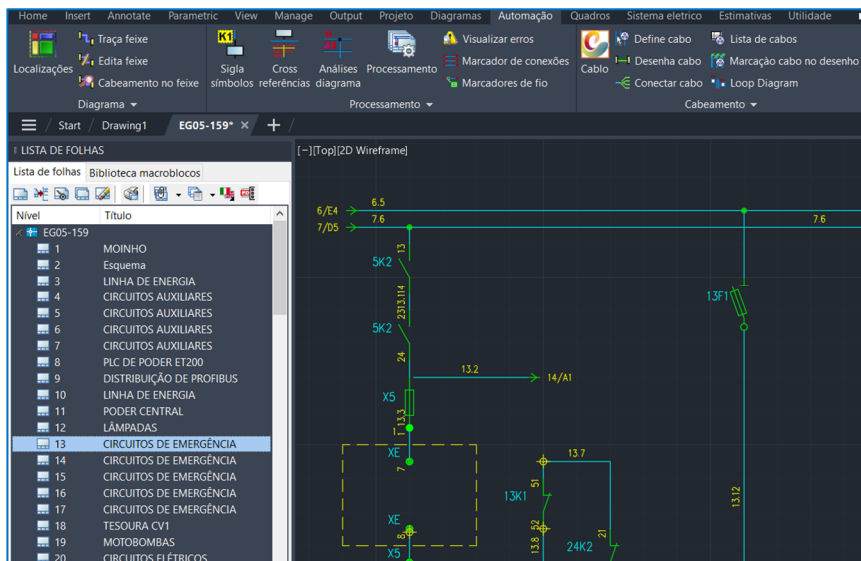 Home Insert Annotate Parametric View Manage Output Projeto Diagramas Automação Quadros Sistema eletrico Estimativas Utilidade
Localizações
Traça feixe
Edita feixe
Cabeamento no feixe
Diagrama
K1
Sigla símbolos
Cross referências
Análises diagrama
Processamento
Visualizar erros
Marcador de conexões
Marcadores de fio
Processamento
Cablo
Define cabo
Desenha cabo
Conectar cabo
Lista de cabos
Marcação cabo no desenho
Loop Diagram
Cabeamento
Start Drawing1 EG05-159*
LISTA DE FOLHAS
Lista de folhas Biblioteca macroblocos
Nível Título
EG05-159
1 MOINHO
2 Esquema
3 LINHA DE ENERGIA
4 CIRCUITOS AUXILIARES
5 CIRCUITOS AUXILIARES
6 CIRCUITOS AUXILIARES
7 CIRCUITOS AUXILIARES
8 PLC DE PODER ET200
9 DISTRIBUIÇÃO DE PROFIBUS
10 LINHA DE ENERGIA
11 PODER CENTRAL
12 LÂMPADAS
13 CIRCUITOS DE EMERGÊNCIA
14 CIRCUITOS DE EMERGÊNCIA
15 CIRCUITOS DE EMERGÊNCIA
16 CIRCUITOS DE EMERGÊNCIA
17 CIRCUITOS DE EMERGÊNCIA
18 TESOURA CV1
19 MOTOBOMBAS
20 CIRCUITOS ELÉTRICOS
[−][Top][2D Wireframe]
6/E4 6.5
7/D5 7.6 7.6
13
5K2
2313.114
5K2
24
13F1
13.2 14/A1
X5
13.3
1
XE
7
13.7
51
13K1
13.12
XE
8
52
13.8
21
24K2
X5